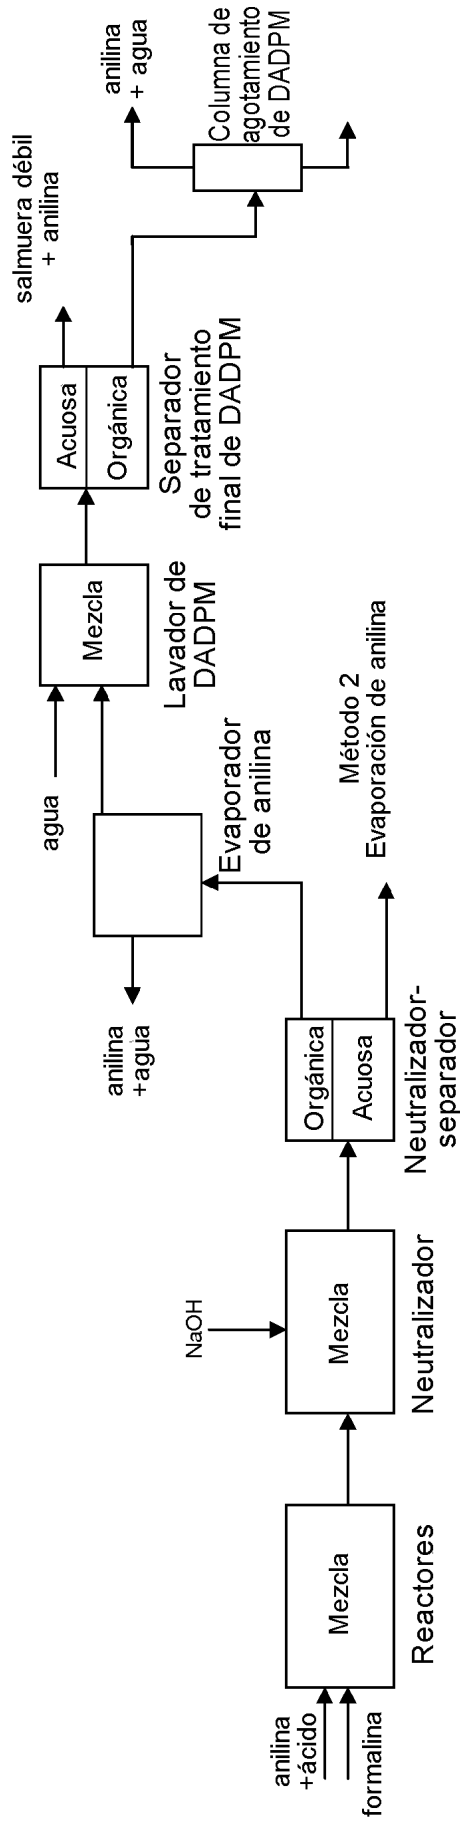 anilina
+ácido
formalina
Mezcla
Reactores
NaOH
Mezcla
Neutralizador
Orgánica
Acuosa
Neutralizador-
separador
Método 2
Evaporación de anilina
anilina
+agua
Evaporador
de anilina
agua
Mezcla
Lavador de
DADPM
Acuosa
Orgánica
Separador
de tratamiento
final de DADPM
salmuera débil
+ anilina
anilina
+ agua
Columna de
agotamiento
de DADPM